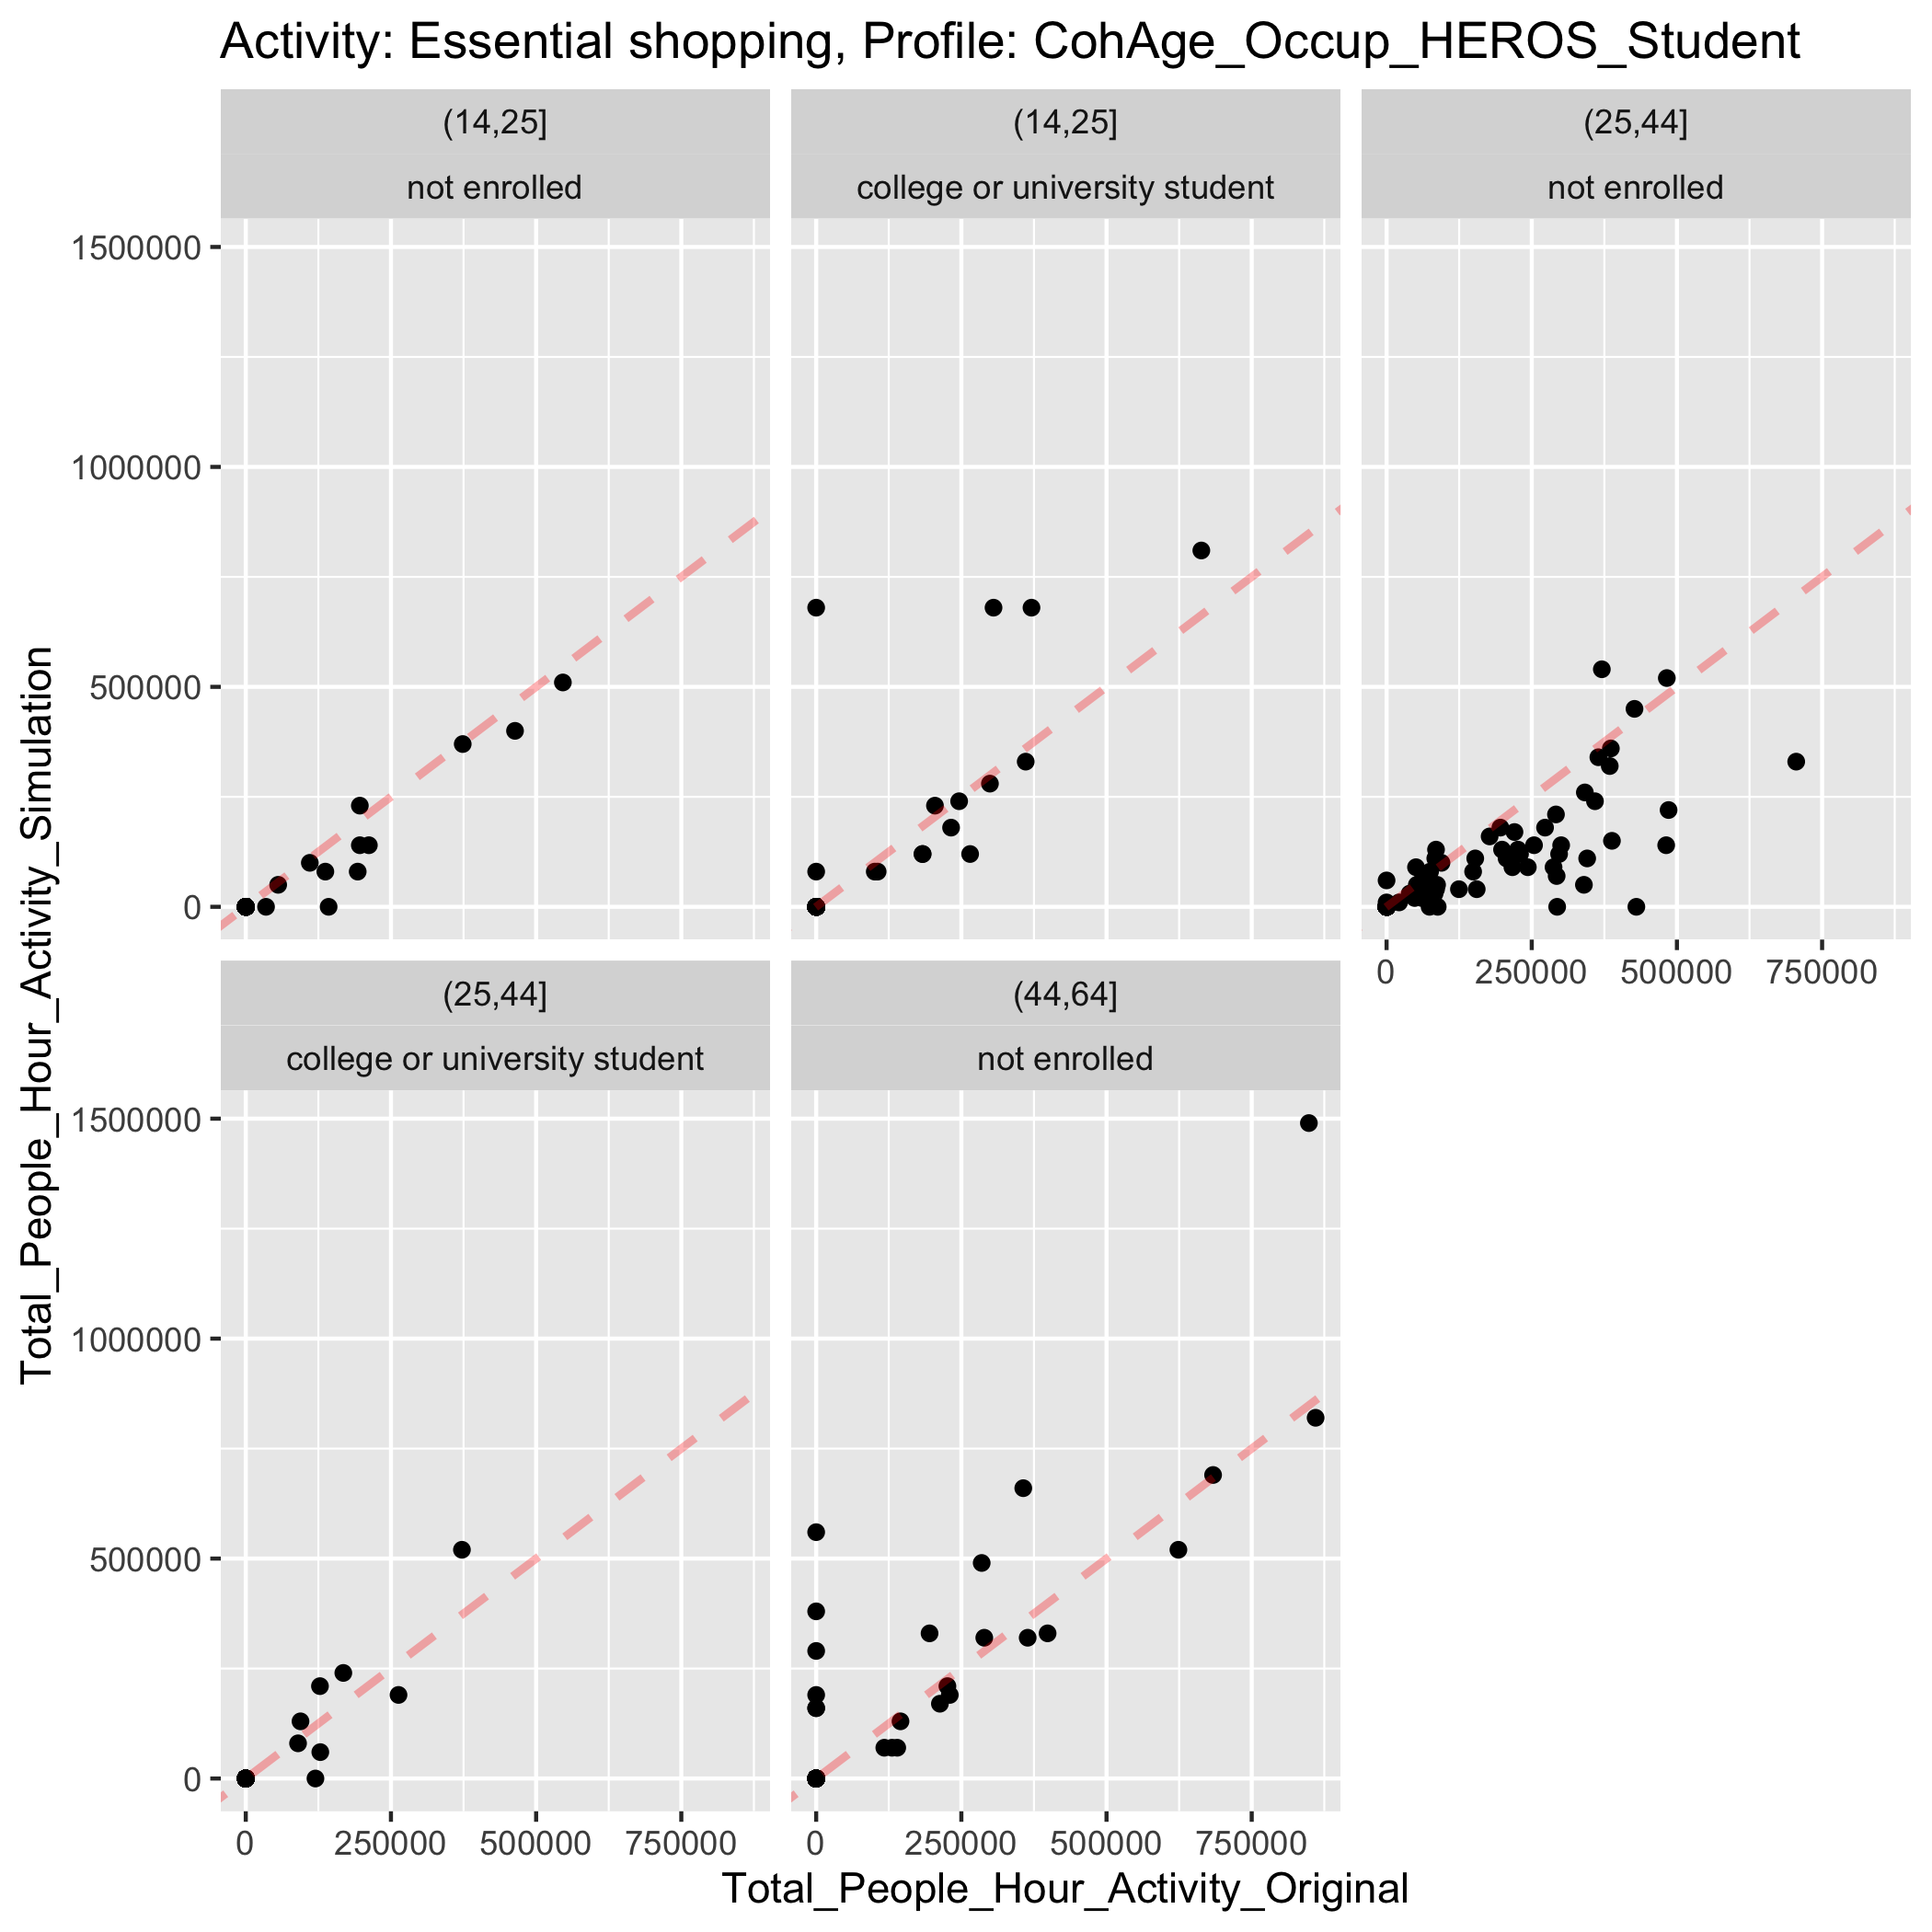 Activity: Essential shopping, Profile: CohAge_Occup_HEROS_Student
(14,25]
not enrolled
(14,25]
college or university student
(25,44]
not enrolled
1500000
1000000
500000
0
0 250000 500000 750000
(25,44]
college or university student
(44,64]
not enrolled
1500000
1000000
500000
0
0 250000 500000 750000
0 250000 500000 750000
Total_People_Hour_Activity_Simulation
Total_People_Hour_Activity_Original